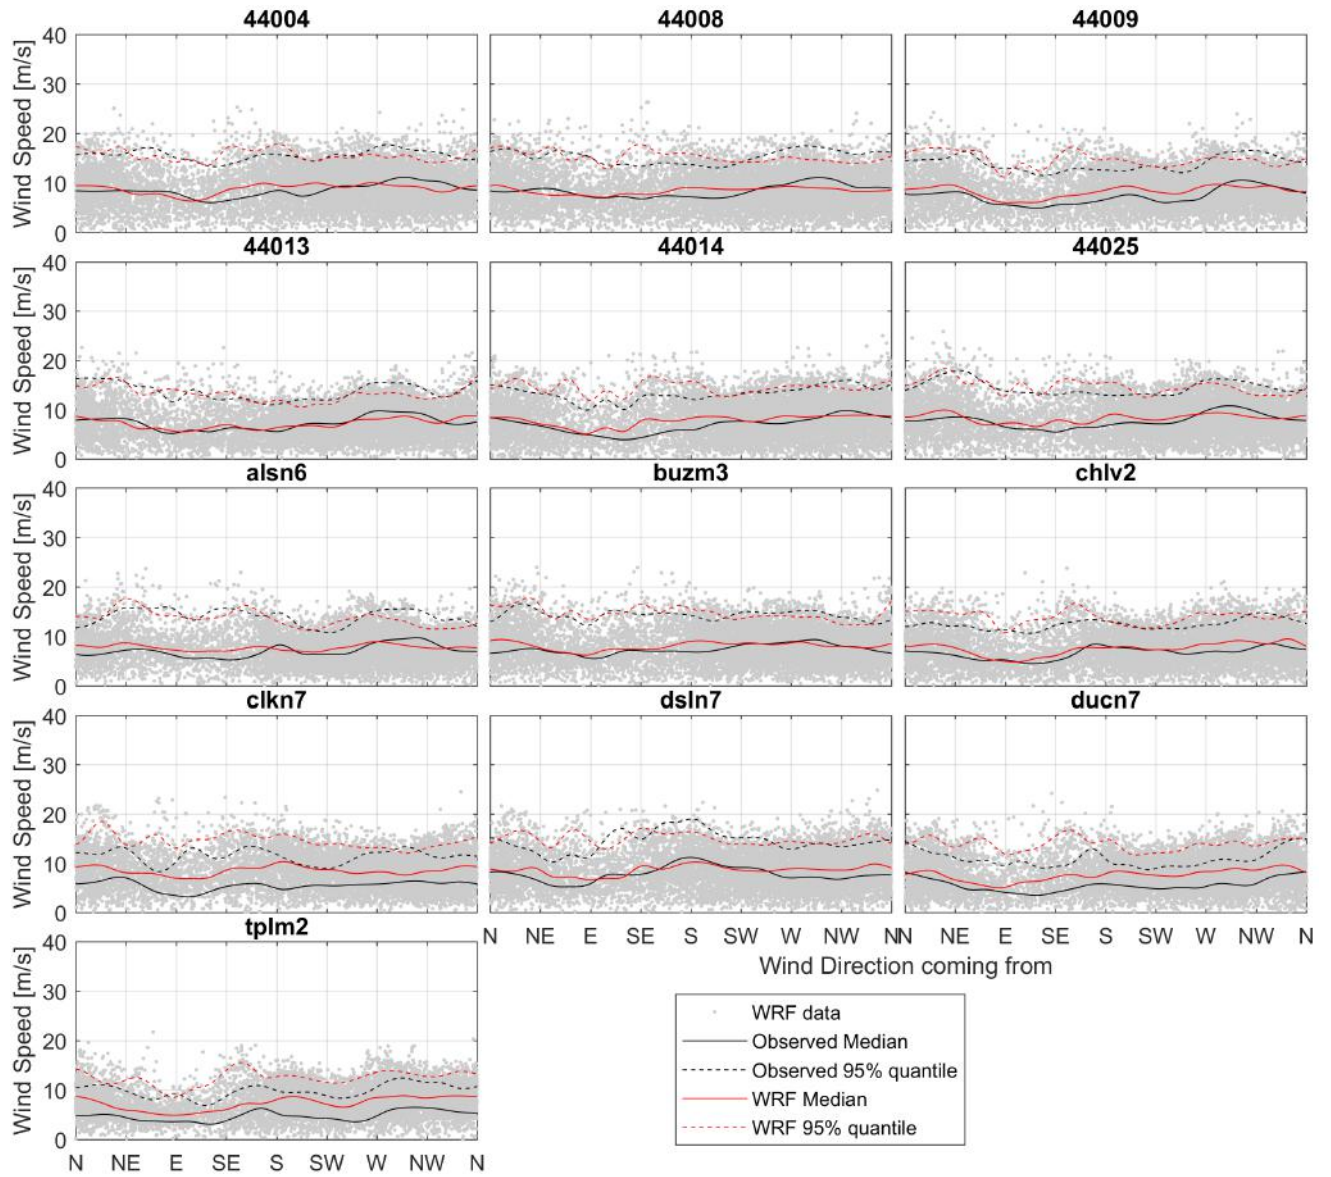 44004 44008 44009
Wind Speed [m/s]
40
30
20
10
0
44013 44014 44025
Wind Speed [m/s]
40
30
20
10
0
alsn6 buzm3 chlv2
Wind Speed [m/s]
40
30
20
10
0
clkn7 dsln7 ducn7
Wind Speed [m/s]
40
30
20
10
0
tplm2
Wind Speed [m/s]
40
30
20
10
0
N NE E SE S SW W NW N
N NE E SE S SW W NW N
N NE E SE S SW W NW N
Wind Direction coming from
WRF data
Observed Median
Observed 95% quantile
WRF Median
WRF 95% quantile